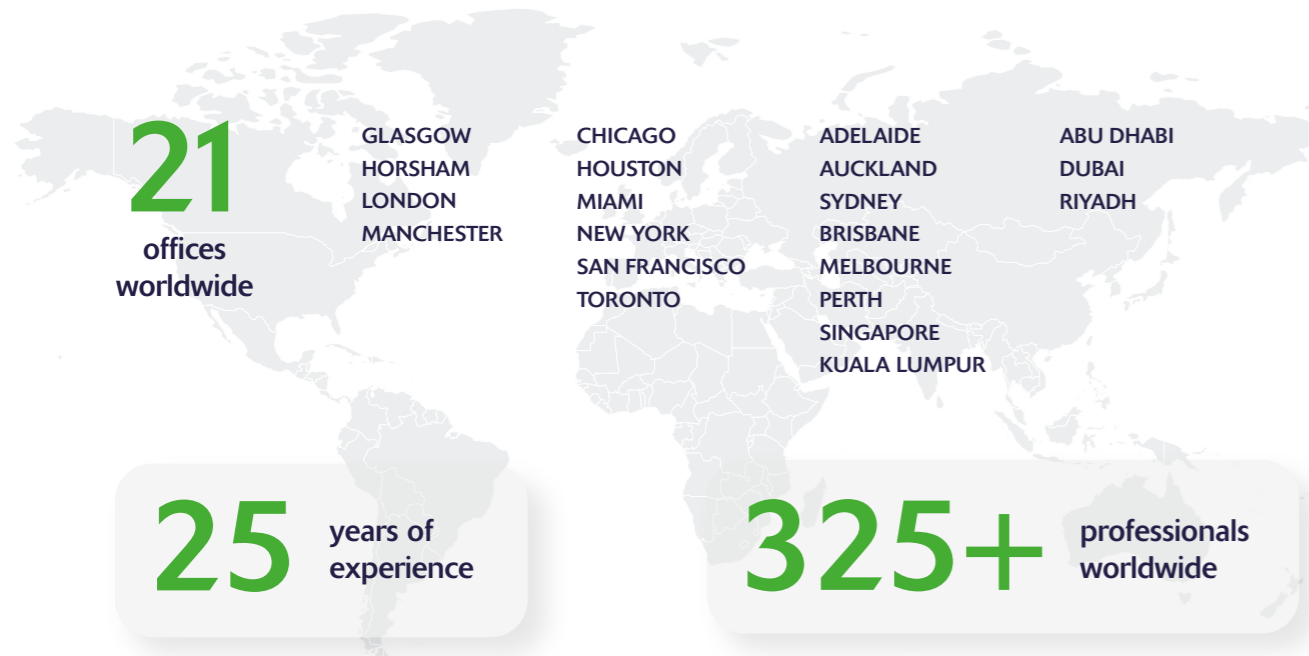 21
offices
worldwide
GLASGOW
HORSHAM
LONDON
MANCHESTER
CHICAGO
HOUSTON
MIAMI
NEW YORK
SAN FRANCISCO
TORONTO
ADELAIDE
AUCKLAND
SYDNEY
BRISBANE
MELBOURNE
PERTH
SINGAPORE
KUALA LUMPUR
ABU DHABI
DUBAI
RIYADH
25
years of
experience
325+
professionals
worldwide